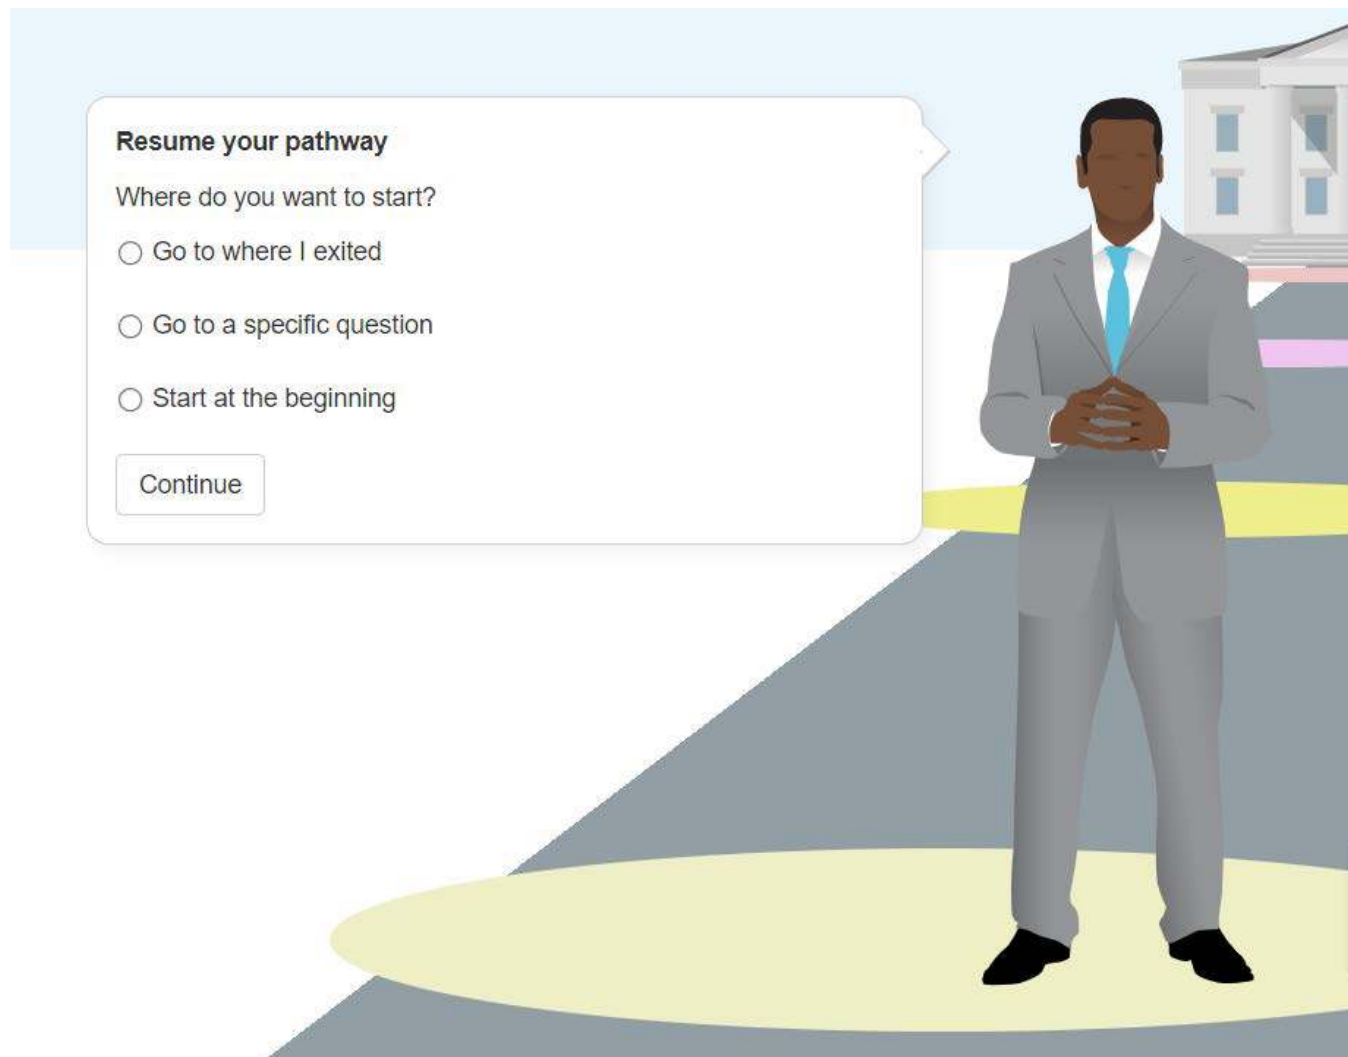 Resume your pathway
Where do you want to start?
Go to where I exited
Go to a specific question
Start at the beginning
Continue